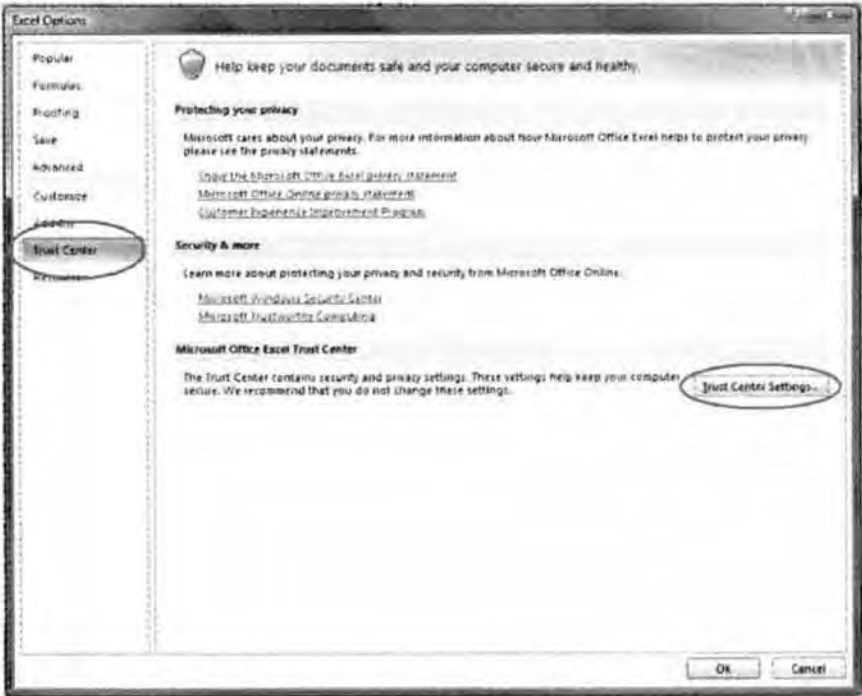 Excel Options
Popular
Formulas
Proofing
Save
Advanced
Customize
Add-Ins
Trust Center
Resources
Help keep your documents safe and your computer secure and healthy.
Protecting your privacy
Microsoft cares about your privacy. For more information about how Microsoft Office Excel helps to protect your privacy,
please see the privacy statements.
Show the Microsoft Office Excel privacy statement
Microsoft Office Online privacy statement
Customer Experience Improvement Program
Security & more
Learn more about protecting your privacy and security from Microsoft Office Online.
Microsoft Windows Security Center
Microsoft Trustworthy Computing
Microsoft Office Excel Trust Center
The Trust Center contains security and privacy settings. These settings help keep your computer
secure. We recommend that you do not change these settings.
Trust Center Settings...
OK
Cancel